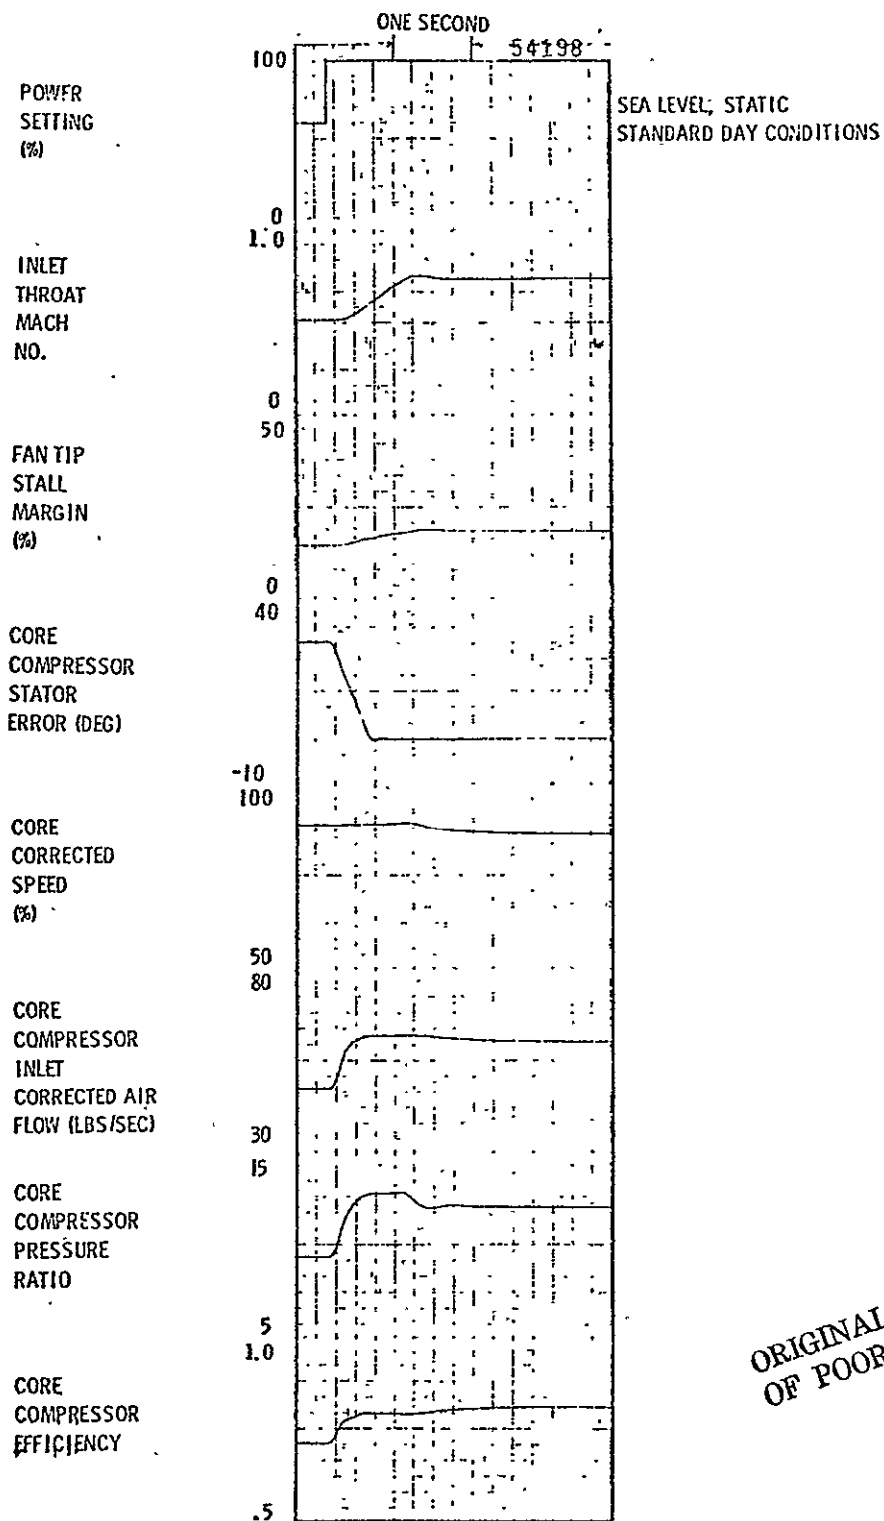 ONE SECOND
54198
100
POWER
SETTING
(%)
SEA LEVEL, STATIC
STANDARD DAY CONDITIONS
0
1.0
INLET
THROAT
MACH
NO.
0
50
FAN TIP
STALL
MARGIN
(%)
0
40
CORE
COMPRESSOR
STATOR
ERROR (DEG)
-10
100
CORE
CORRECTED
SPEED
(%)
50
80
CORE
COMPRESSOR
INLET
CORRECTED AIR
FLOW (LBS/SEC)
30
15
CORE
COMPRESSOR
PRESSURE
RATIO
5
1.0
CORE
COMPRESSOR
EFFICIENCY
.5
ORIGINAL
OF POOR